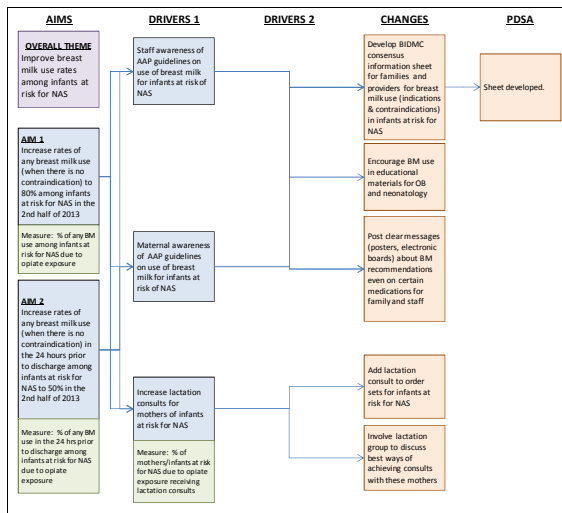 AIMS
DRIVERS 1
DRIVERS 2
CHANGES
PDSA
OVERALL THEME
Improve breast
milk use rates
among infants at
risk for NAS
AIM 1
Increase rates of
any breast milk use
(when there is no
contraindication) to
80% among infants
at risk for NAS in the
2nd half of 2013
Measure: % of any BM
use among infants at
risk for NAS due to
opiate exposure
AIM 2
Increase rates of
any breast milk use
(when there is no
contraindication) in
the 24 hours prior
to discharge among
infants at risk for
NAS to 50% in the
2nd half of 2013
Measure: % of any BM
use in the 24 hrs prior
to discharge among
infants at risk for NAS
due to opiate
exposure
Staff awareness of
AAP guidelines on
use of breast milk
for infants at risk of
NAS
Maternal awareness
of AAP guidelines
on use of breast
milk for infants at
risk of NAS
Increase lactation
consults for
mothers of infants
at risk for NAS
Measure: % of
mothers/infants at risk
for NAS due to opiate
exposure receiving
lactation consults
Develop BIDMC
consensus
information sheet
for families and
providers for breast
milk use (indications
& contraindications)
in infants at risk for
NAS
Encourage BM use
in educational
materials for OB
and neonatology
Post clear messages
(posters, electronic
boards) about BM
recommendations
even on certain
medications for
family and staff
Add lactation
consult to order
sets for infants at
risk for NAS
Involve lactation
group to discuss
best ways of
achieving consults
with these mothers
Sheet developed.